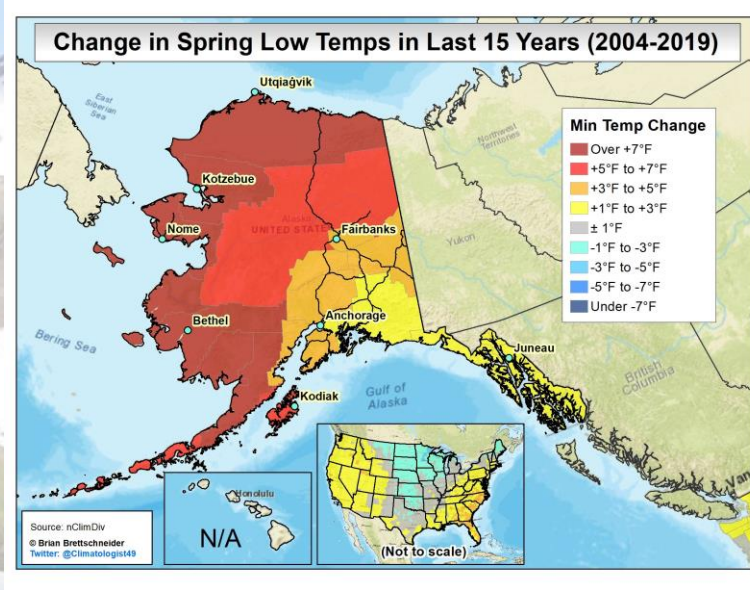 Change in Spring Low Temps in Last 15 Years (2004-2019)
Utqiaġvik
East
Siberian
Sea
Northwest
Territories
Min Temp Change
Over +7°F
+5°F to +7°F
+3°F to +5°F
+1°F to +3°F
± 1°F
-1°F to -3°F
-3°F to -5°F
-5°F to -7°F
Under -7°F
Kotzebue
Alaska
UNITED STATES
Nome
Fairbanks
Yukon
Bethel
Anchorage
Bering Sea
Juneau
British
Columbia
Gulf of
Alaska
Kodiak
Honolulu
N/A
(Not to scale)
Source: nClimDiv
© Brian Brettschneider
Twitter: @Climatologist49